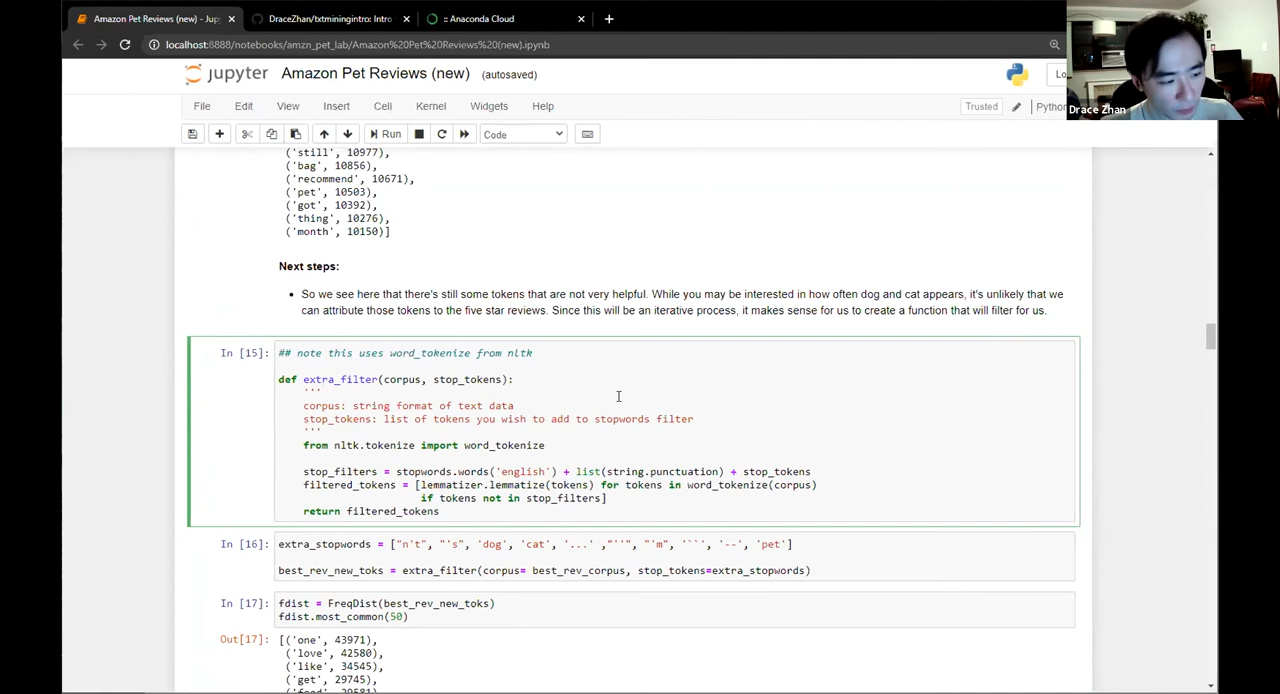 Amazon Pet Reviews (new) - Jup
DraceZhan/txtminingintro: Intro
:: Anaconda Cloud
localhost:8888/notebooks/amzn_pet_lab/Amazon%20Pet%20Reviews%20(new).ipynb
jupyter Amazon Pet Reviews (new) (autosaved)
Lo
Drace Zhan
File Edit View Insert Cell Kernel Widgets Help
Trusted
Python
Run
Code
('still', 10977),
('bag', 10856),
('recommend', 10671),
('pet', 10503),
('got', 10392),
('thing', 10276),
('month', 10150)]
Next steps:
• So we see here that there's still some tokens that are not very helpful. While you may be interested in how often dog and cat appears, it's unlikely that we
can attribute those tokens to the five star reviews. Since this will be an iterative process, it makes sense for us to create a function that will filter for us.
In [15]: ## note this uses word_tokenize from nltk
def extra_filter(corpus, stop_tokens):
'''
corpus: string format of text data
stop_tokens: list of tokens you wish to add to stopwords filter
'''
from nltk.tokenize import word_tokenize
stop_filters = stopwords.words('english') + list(string.punctuation) + stop_tokens
filtered_tokens = [lemmatizer.lemmatize(tokens) for tokens in word_tokenize(corpus)
if tokens not in stop_filters]
return filtered_tokens
In [16]: extra_stopwords = ["n't", "'s", 'dog', 'cat', '...' ,"''", "'m", '``', '--', 'pet']
best_rev_new_toks = extra_filter(corpus= best_rev_corpus, stop_tokens=extra_stopwords)
In [17]: fdist = FreqDist(best_rev_new_toks)
fdist.most_common(50)
Out[17]: [('one', 43971),
('love', 42580),
('like', 34545),
('get', 29745),
('food', 29581),